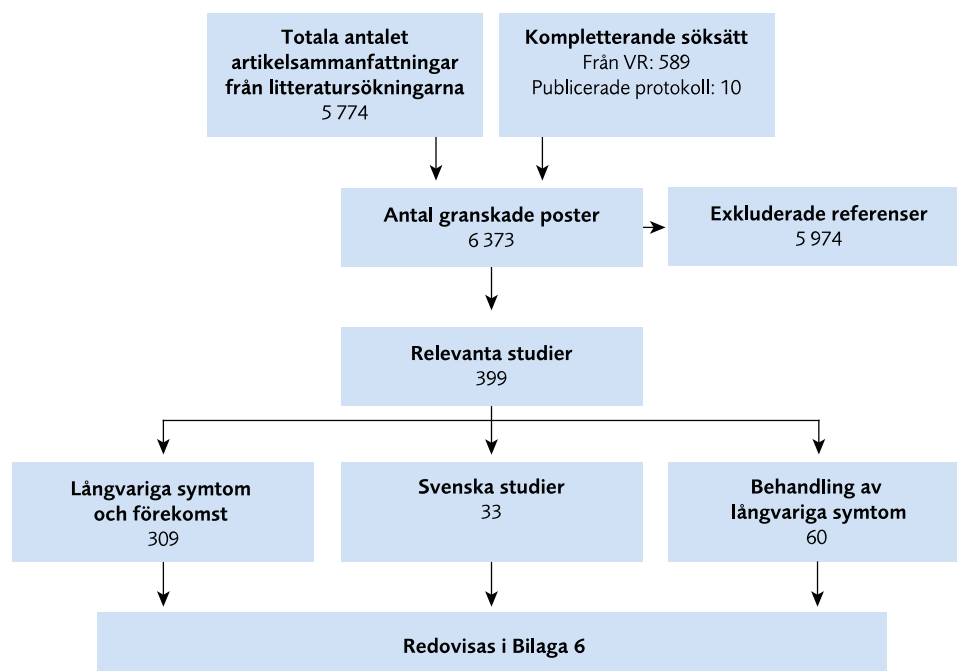 Totala antalet
artikelsammanfattningar
från litteratursökningarna
5 774
Kompletterande söksätt
Från VR: 589
Publicerade protokoll: 10
Antal granskade poster
6 373
Exkluderade referenser
5 974
Relevanta studier
399
Långvariga symtom
och förekomst
309
Svenska studier
33
Behandling av
långvariga symtom
60
Redovisas i Bilaga 6